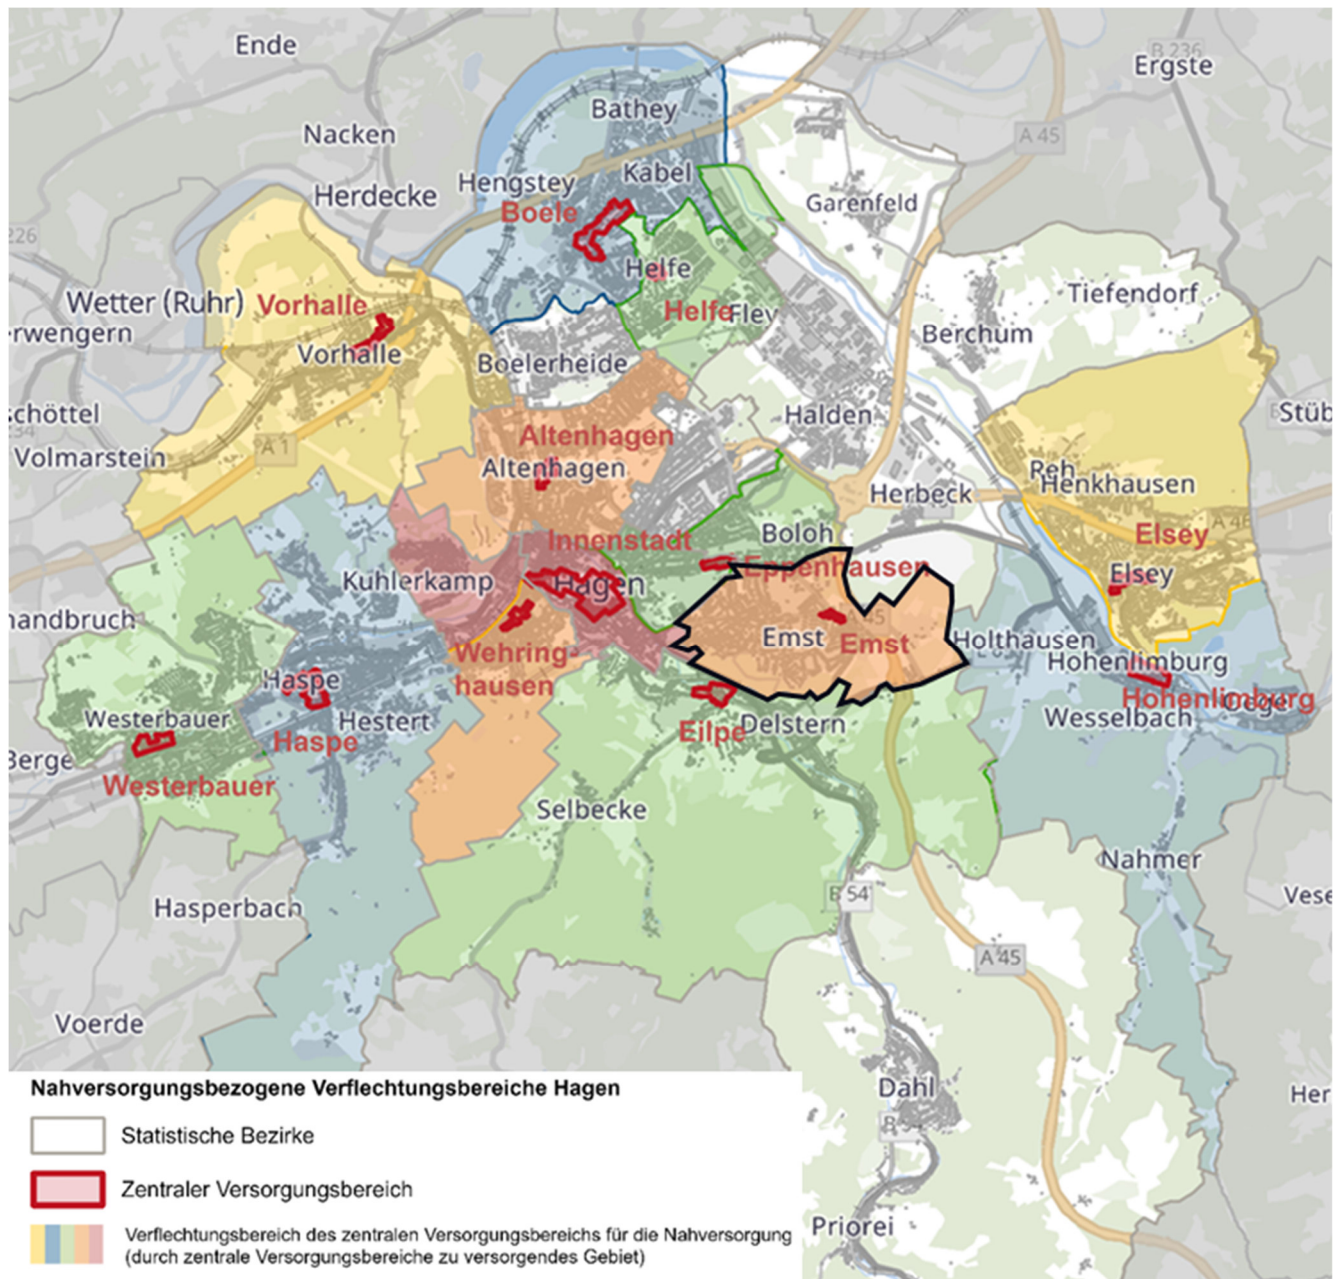 Ende
B 236
Ergste
Bathey
Nacken
A 45
Kabel
Hengstey
Herdecke
Boele
Garenfeld
226
Helfe
Wetter (Ruhr)
Vorhalle
Helfe
Fley
Tiefendorf
rwengern
Berchum
Vorhalle
Boelerheide
schöttel
Halden
Stüb
Altenhagen
A 1
Volmarstein
Altenhagen
Reh
Henkhausen
Herbeck
A 46
Boloh
Elsey
Innenstadt
Eppenhausen
Elsey
Kuhlerkamp
Hagen
andbruch
Emst
Emst
Holthausen
Wehring-
hausen
Hohenlimburg
Haspe
Hohenlimburg
Oege
Westerbauer
Hestert
Eilpe
Delstern
Wesselbach
Haspe
Berge
Westerbauer
Selbecke
Nahmer
B 54
Vese
Hasperbach
A 45
Voerde
Dahl
Her
Priorei
Nahversorgungsbezogene Verflechtungsbereiche Hagen
Statistische Bezirke
Zentraler Versorgungsbereich
Verflechtungsbereich des zentralen Versorgungsbereichs für die Nahversorgung
(durch zentrale Versorgungsbereiche zu versorgendes Gebiet)